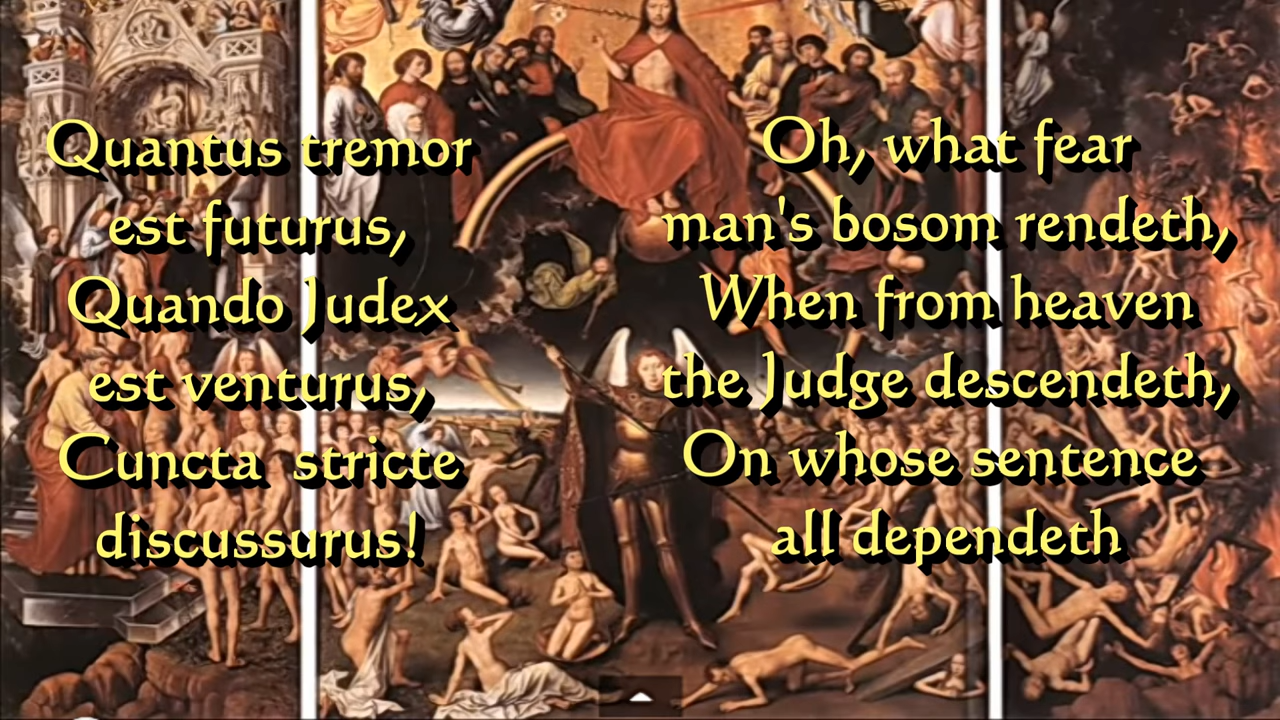 Quantus tremor
est futurus,
Quando Judex
est venturus,
Cuncta stricte
discussurus!
Oh, what fear
man's bosom rendeth,
When from heaven
the Judge descendeth,
On whose sentence
all dependeth